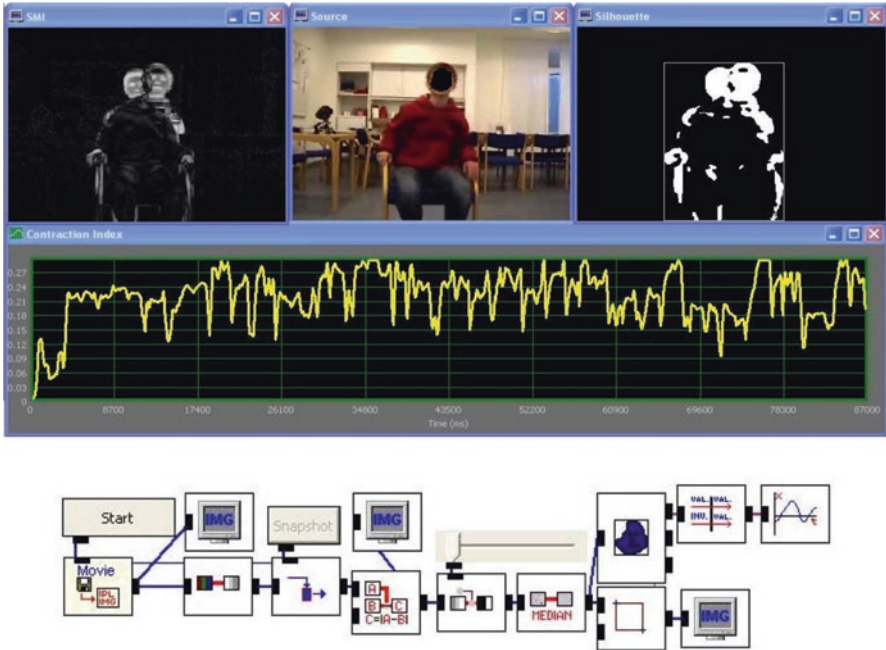 SMI
Source
Silhouette
Contraction Index
0.27
0.24
0.21
0.18
0.15
0.12
0.09
0.06
0.03
0
0 8700 17400 26100 34800 43500 52200 60900 69600 78300 87000
Time (ms)
Start
IMG
Snapshot
IMG
VAL. VAL.
INV. VAL.
X
t
Movie
IPL
IMG
A
B C
C=|A-B|
MEDIAN
IMG